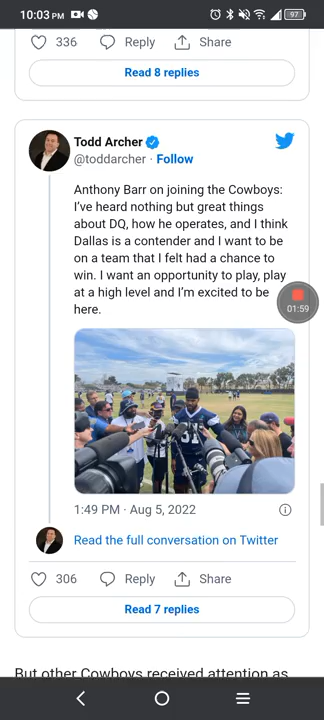 10:03 PM
97
336 Reply Share
Read 8 replies
Todd Archer
@toddarcher · Follow
Anthony Barr on joining the Cowboys:
I've heard nothing but great things
about DQ, how he operates, and I think
Dallas is a contender and I want to be
on a team that I felt had a chance to
win. I want an opportunity to play, play
at a high level and I'm excited to be
here.
01:59
31
1:49 PM · Aug 5, 2022
Read the full conversation on Twitter
306 Reply Share
Read 7 replies
But other Cowboys received attention as